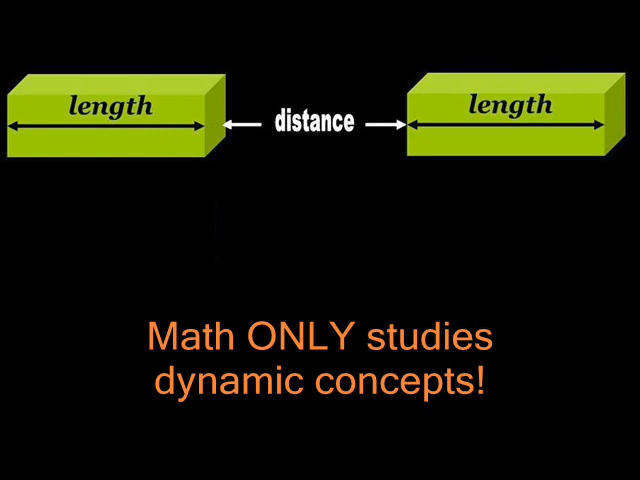 length
distance
length
Math ONLY studies
dynamic concepts!